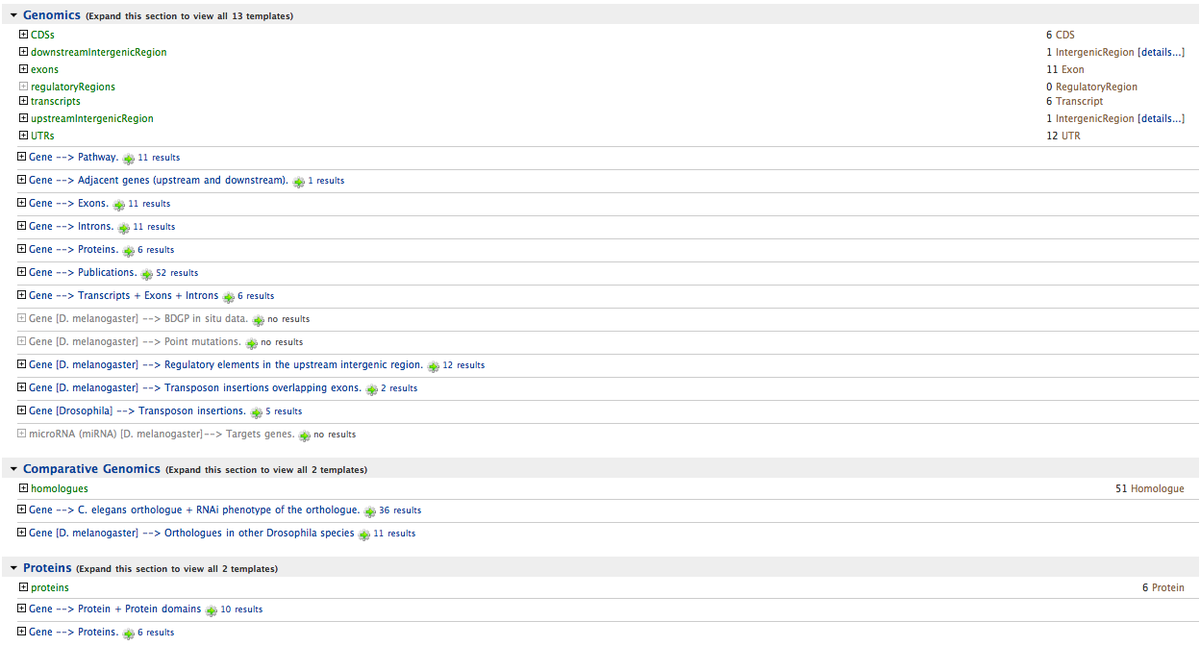 Genomics (Expand this section to view all 13 templates)
CDSs 6 CDS
downstreamIntergenicRegion 1 IntergenicRegion [details...]
exons 11 Exon
regulatoryRegions 0 RegulatoryRegion
transcripts 6 Transcript
upstreamIntergenicRegion 1 IntergenicRegion [details...]
UTRs 12 UTR
Gene --> Pathway. 11 results
Gene --> Adjacent genes (upstream and downstream). 1 results
Gene --> Exons. 11 results
Gene --> Introns. 11 results
Gene --> Proteins. 6 results
Gene --> Publications. 52 results
Gene --> Transcripts + Exons + Introns 6 results
Gene [D. melanogaster] --> BDGP in situ data. no results
Gene [D. melanogaster] --> Point mutations. no results
Gene [D. melanogaster] --> Regulatory elements in the upstream intergenic region. 12 results
Gene [D. melanogaster] --> Transposon insertions overlapping exons. 2 results
Gene [Drosophila] --> Transposon insertions. 5 results
microRNA (miRNA) [D. melanogaster]--> Targets genes. no results
Comparative Genomics (Expand this section to view all 2 templates)
homologues 51 Homologue
Gene --> C. elegans orthologue + RNAi phenotype of the orthologue. 36 results
Gene [D. melanogaster] --> Orthologues in other Drosophila species 11 results
Proteins (Expand this section to view all 2 templates)
proteins 6 Protein
Gene --> Protein + Protein domains 10 results
Gene --> Proteins. 6 results